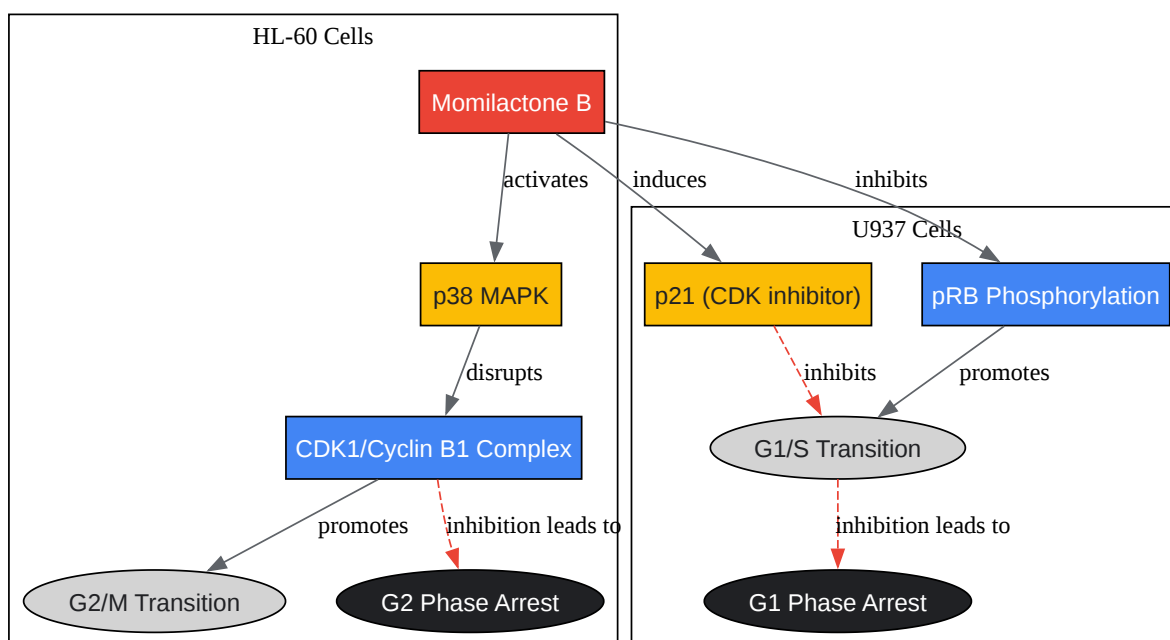 HL-60 Cells
Momilactone B
activates
induces
inhibits
U937 Cells
p38 MAPK
p21 (CDK inhibitor)
pRB Phosphorylation
disrupts
inhibits
promotes
CDK1/Cyclin B1 Complex
G1/S Transition
promotes
inhibition leads to
inhibition leads to
G2/M Transition
G2 Phase Arrest
G1 Phase Arrest